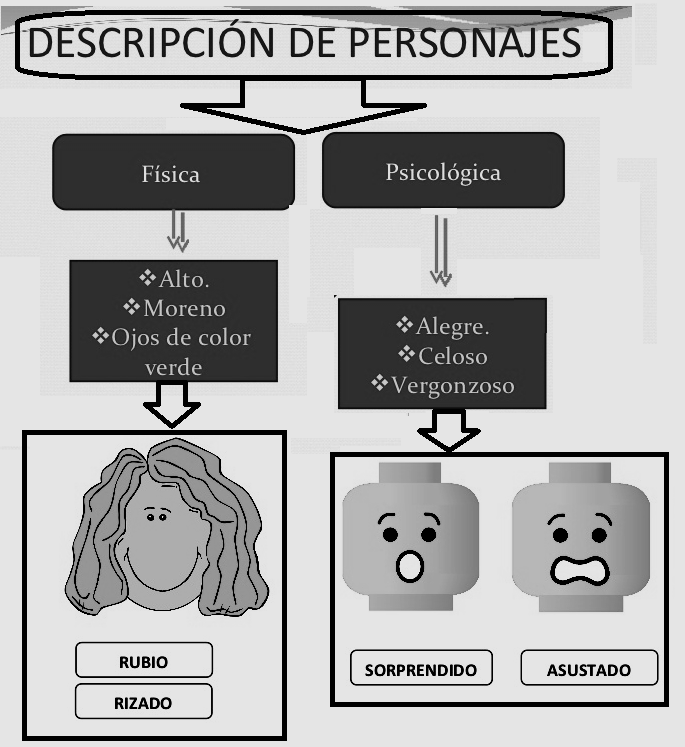 DESCRIPCIÓN DE PERSONAJES
Física
Psicológica
❖Alto.
❖Moreno
❖Ojos de color
verde
❖Alegre.
❖Celoso
❖Vergonzoso
RUBIO
RIZADO
SORPRENDIDO
ASUSTADO